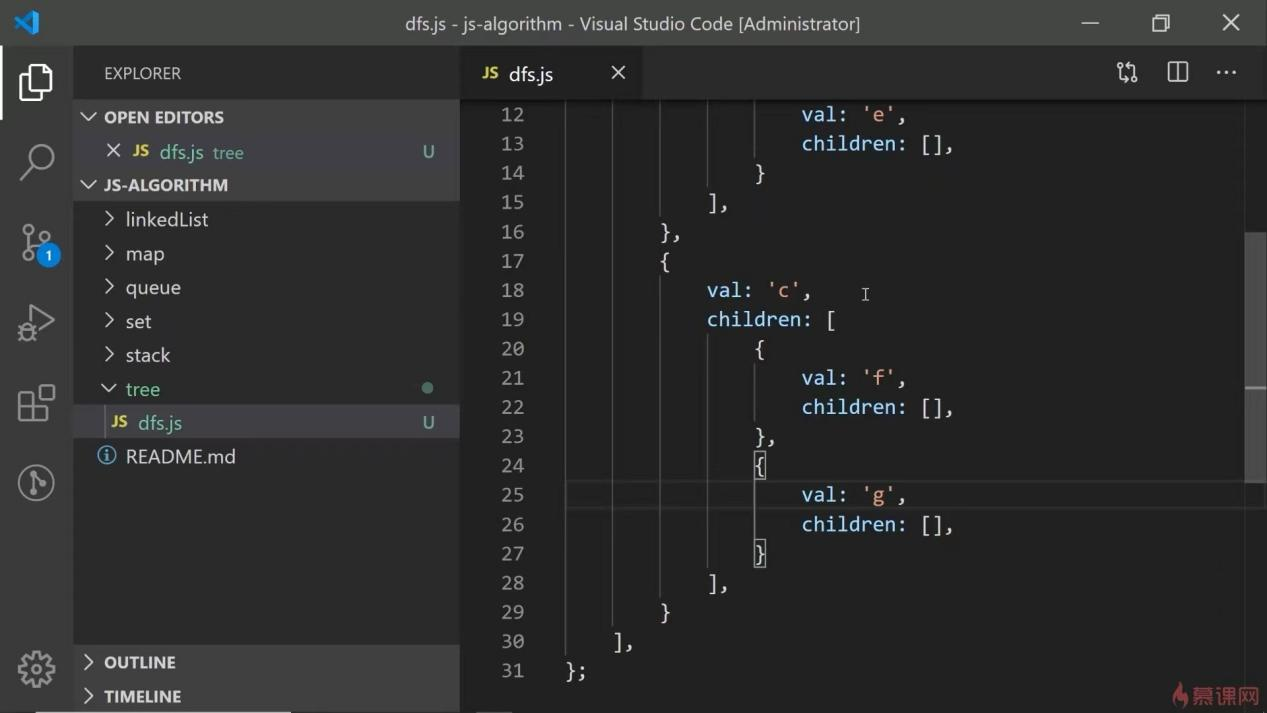 dfs.js - js-algorithm - Visual Studio Code [Administrator]
EXPLORER
OPEN EDITORS
JS dfs.js tree U
JS-ALGORITHM
linkedList
map
queue
set
stack
tree
JS dfs.js U
README.md
OUTLINE
TIMELINE
1
JS dfs.js
12 val: 'e',
13 children: [],
14 }
15 ],
16 },
17 {
18 val: 'c',
19 children: [
20 {
21 val: 'f',
22 children: [],
23 },
24 {
25 val: 'g',
26 children: [],
27 }
28 ],
29 }
30 ],
31 };
慕课网